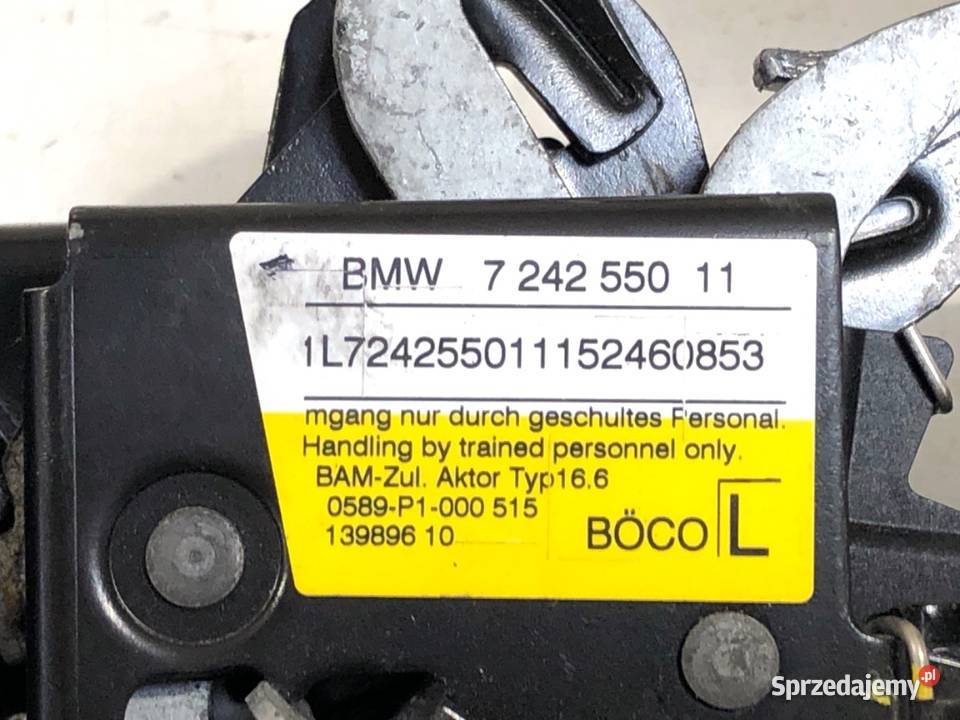 BMW 7 242 550 11
1L724255011152460853
mgang nur durch geschultes Personal.
Handling by trained personnel only.
BAM-Zul. Aktor Typ16.6
0589-P1-000 515
139896 10
BÖCO L
Sprzedajemy.pl